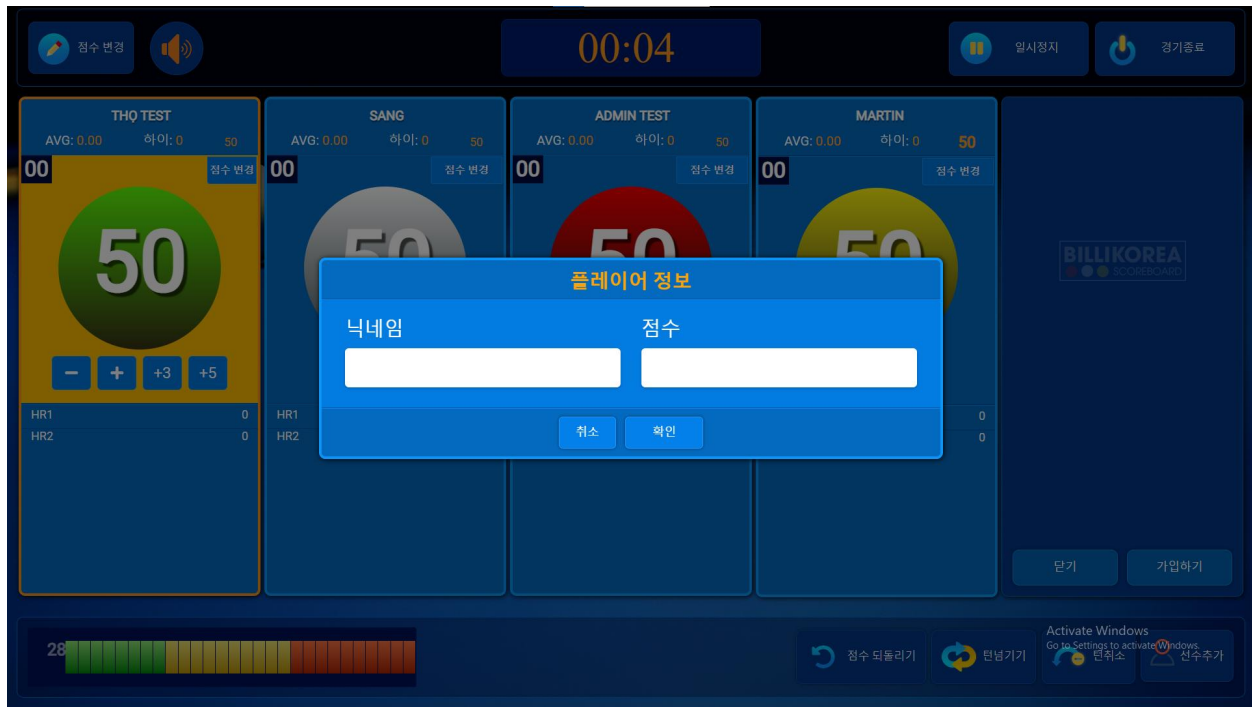 점수 변경
00:04
일시정지
경기종료
THỌ TEST
AVG: 0.00 하이: 0 50
00 점수 변경
50
− + +3 +5
HR1 0
HR2 0
SANG
AVG: 0.00 하이: 0 50
00 점수 변경
50
HR1
HR2
ADMIN TEST
AVG: 0.00 하이: 0 50
00 점수 변경
50
MARTIN
AVG: 0.00 하이: 0 50
00 점수 변경
50
0
0
플레이어 정보
닉네임 점수
취소 확인
BILLIKOREA
SCOREBOARD
닫기 가입하기
28
점수 되돌리기
턴넘기기
턴취소
선수추가
Activate Windows
Go to Settings to activate Windows.